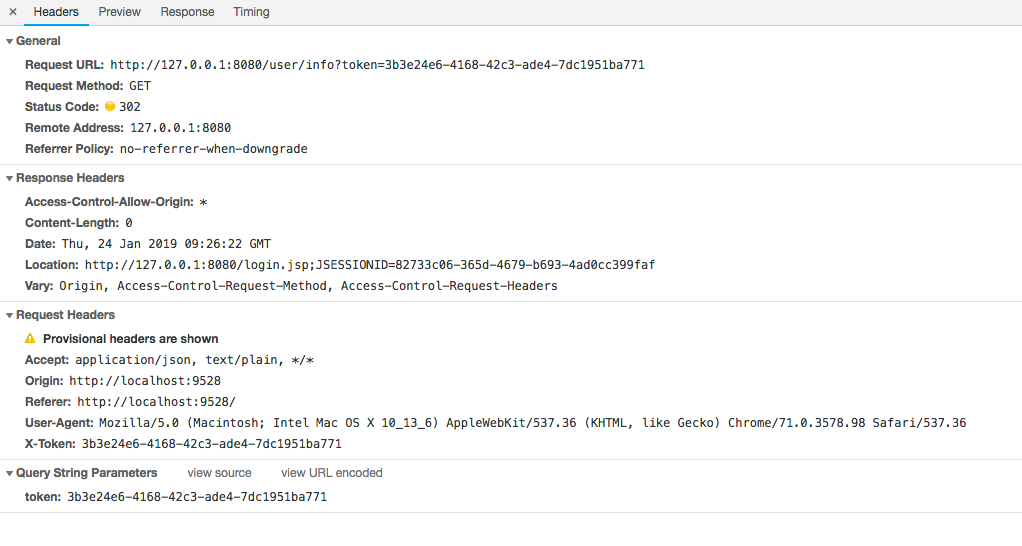 × Headers Preview Response Timing
General
Request URL: http://127.0.0.1:8080/user/info?token=3b3e24e6-4168-42c3-ade4-7dc1951ba771
Request Method: GET
Status Code: 302
Remote Address: 127.0.0.1:8080
Referrer Policy: no-referrer-when-downgrade
Response Headers
Access-Control-Allow-Origin: *
Content-Length: 0
Date: Thu, 24 Jan 2019 09:26:22 GMT
Location: http://127.0.0.1:8080/login.jsp;JSESSIONID=82733c06-365d-4679-b693-4ad0cc399faf
Vary: Origin, Access-Control-Request-Method, Access-Control-Request-Headers
Request Headers
Provisional headers are shown
Accept: application/json, text/plain, */*
Origin: http://localhost:9528
Referer: http://localhost:9528/
User-Agent: Mozilla/5.0 (Macintosh; Intel Mac OS X 10_13_6) AppleWebKit/537.36 (KHTML, like Gecko) Chrome/71.0.3578.98 Safari/537.36
X-Token: 3b3e24e6-4168-42c3-ade4-7dc1951ba771
Query String Parameters view source view URL encoded
token: 3b3e24e6-4168-42c3-ade4-7dc1951ba771